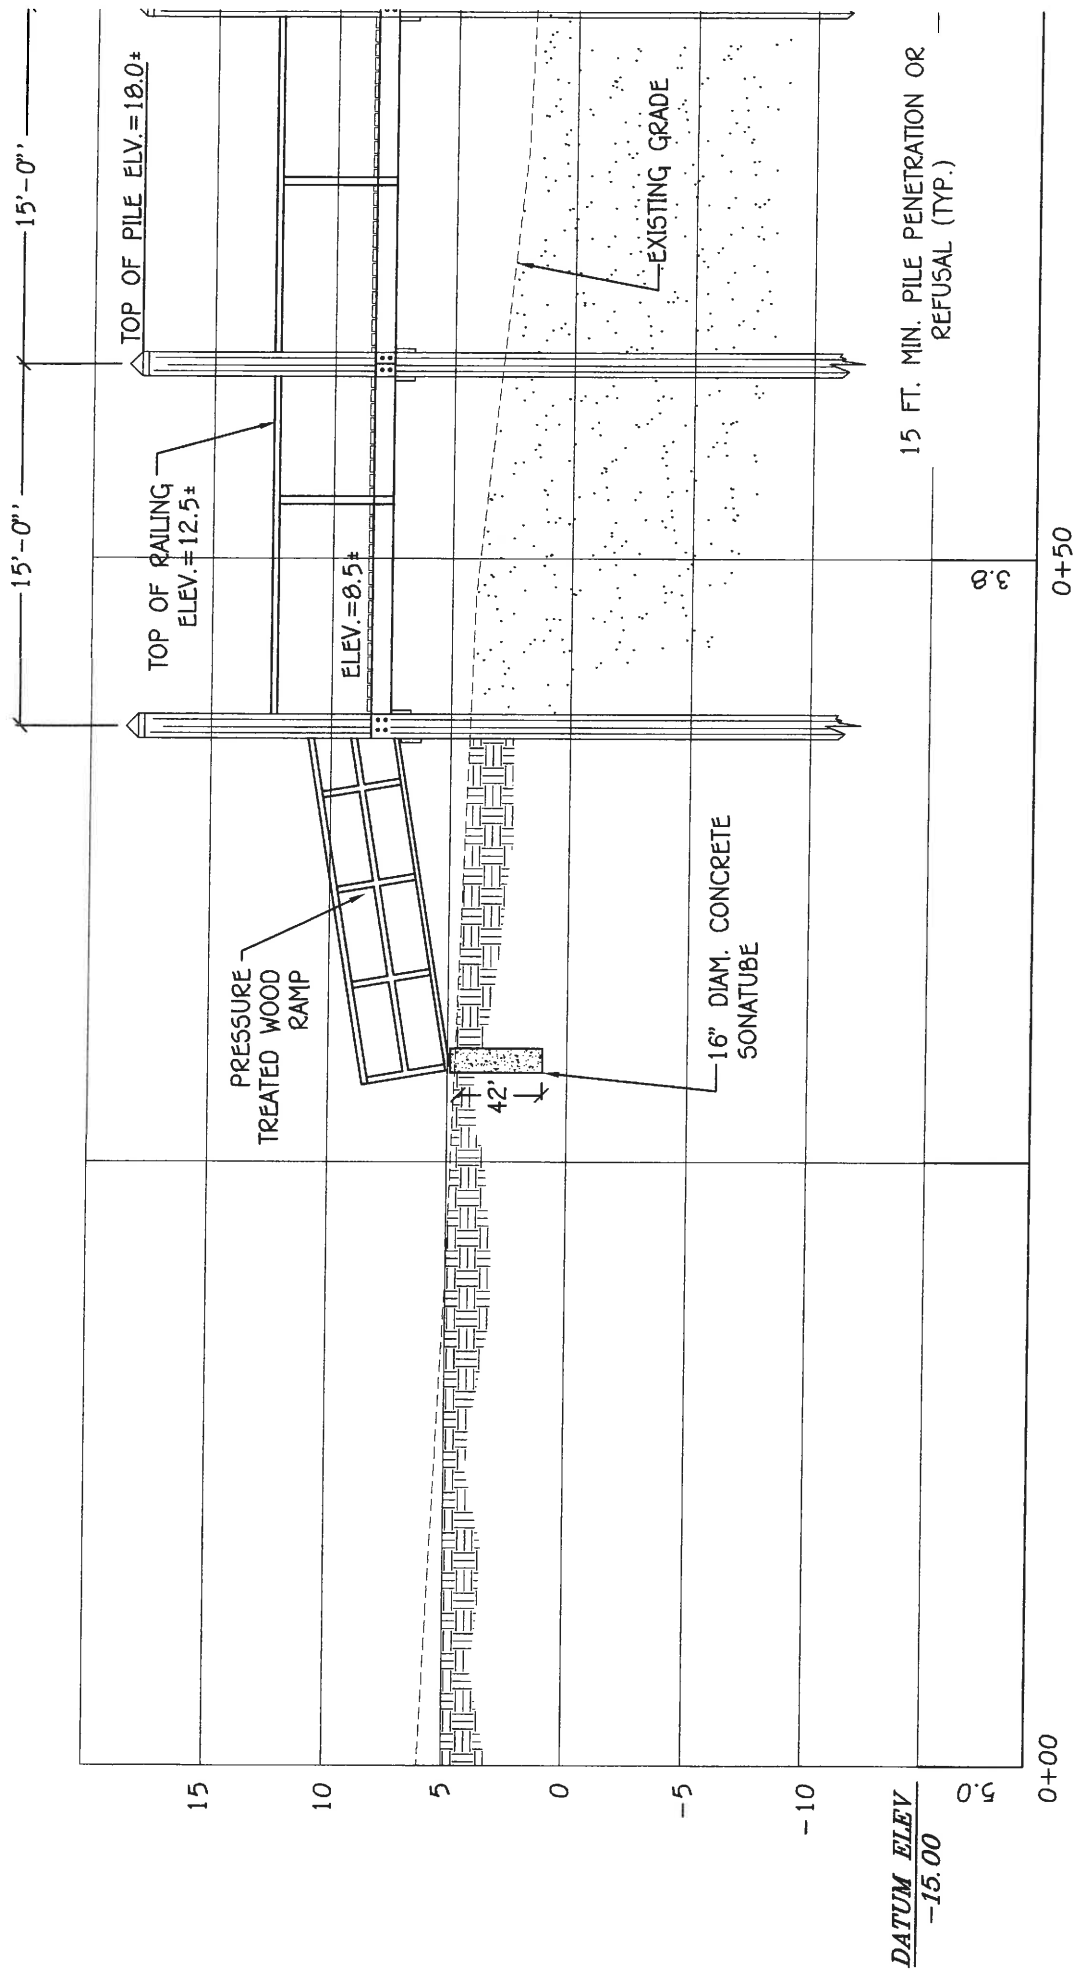 15'-0"'
15'-0"'
TOP OF PILE ELV.=18.0±
TOP OF RAILING
ELEV.=12.5±
ELEV.=8.5±
PRESSURE
TREATED WOOD
RAMP
EXISTING GRADE
42'
16" DIAM. CONCRETE
SONATUBE
15 FT. MIN. PILE PENETRATION OR
REFUSAL (TYP.)
15
10
5
0
-5
-10
DATUM ELEV
-15.00
5.0
3.8
0+00
0+50